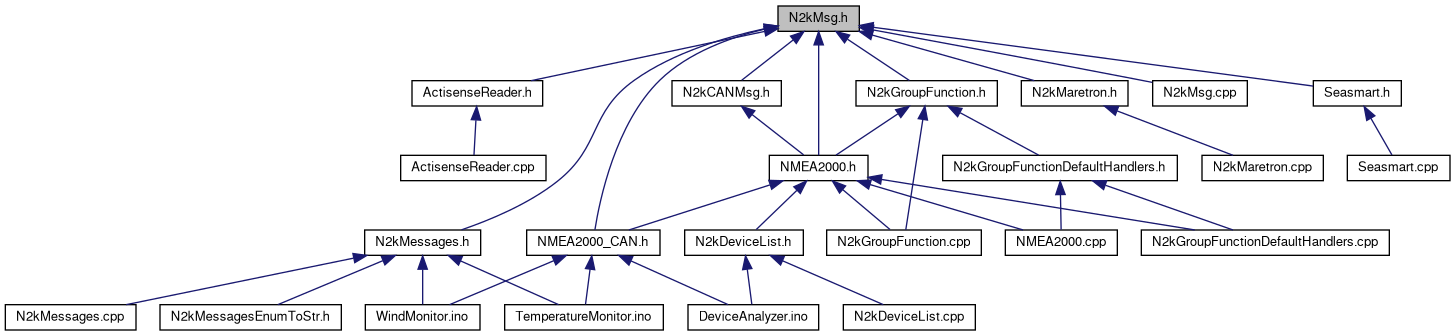 N2kMsg.h
ActisenseReader.h
N2kCANMsg.h
N2kGroupFunction.h
N2kMaretron.h
N2kMsg.cpp
Seasmart.h
ActisenseReader.cpp
NMEA2000.h
N2kGroupFunctionDefaultHandlers.h
N2kMaretron.cpp
Seasmart.cpp
N2kMessages.h
NMEA2000_CAN.h
N2kDeviceList.h
N2kGroupFunction.cpp
NMEA2000.cpp
N2kGroupFunctionDefaultHandlers.cpp
N2kMessages.cpp
N2kMessagesEnumToStr.h
WindMonitor.ino
TemperatureMonitor.ino
DeviceAnalyzer.ino
N2kDeviceList.cpp